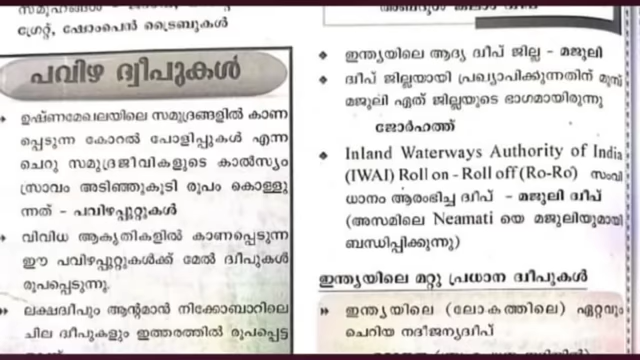 ഗ്രേറ്റ്, ഷോംപെൻ ട്രൈബുകൾ
പവിഴ ദ്വീപുകൾ
ഉഷ്ണമേഖലയിലെ സമുദ്രങ്ങളിൽ കാണ
പ്പെടുന്ന കോറൽ പോളിപ്പുകൾ എന്ന
ചെറു സമുദ്രജീവികളുടെ കാൽസ്യം
സ്രാവം അടിഞ്ഞുകൂടി രൂപം കൊള്ളു
ന്നത് - പവിഴപ്പുറ്റുകൾ
വിവിധ ആകൃതികളിൽ കാണപ്പെടുന്ന
ഈ പവിഴപ്പുറ്റുകൾക്ക് മേൽ ദ്വീപുകൾ
രൂപപ്പെടുന്നു.
ലക്ഷദ്വീപും ആന്റമാൻ നിക്കോബാറിലെ
ചില ദ്വീപുകളും ഇത്തരത്തിൽ രൂപപ്പെട്ട
ഇന്ത്യയിലെ ആദ്യ ദ്വീപ് ജില്ല - മജുലി
ദ്വീപ് ജില്ലയായി പ്രഖ്യാപിക്കുന്നതിന് മുമ്പ്
മജുലി ഏത് ജില്ലയുടെ ഭാഗമായിരുന്നു
ജോർഹത്ത്
Inland Waterways Authority of India
(IWAI) Roll on - Roll off (Ro-Ro) സംവി
ധാനം ആരംഭിച്ച ദ്വീപ് - മജുലി ദ്വീപ്
(അസമിലെ Neamati യെ മജുലിയുമായി
ബന്ധിപ്പിക്കുന്നു)
ഇന്ത്യയിലെ മറ്റു പ്രധാന ദ്വീപുകൾ
ഇന്ത്യയിലെ (ലോകത്തിലെ) ഏറ്റവും
ചെറിയ നദീജന്യദ്വീപ്